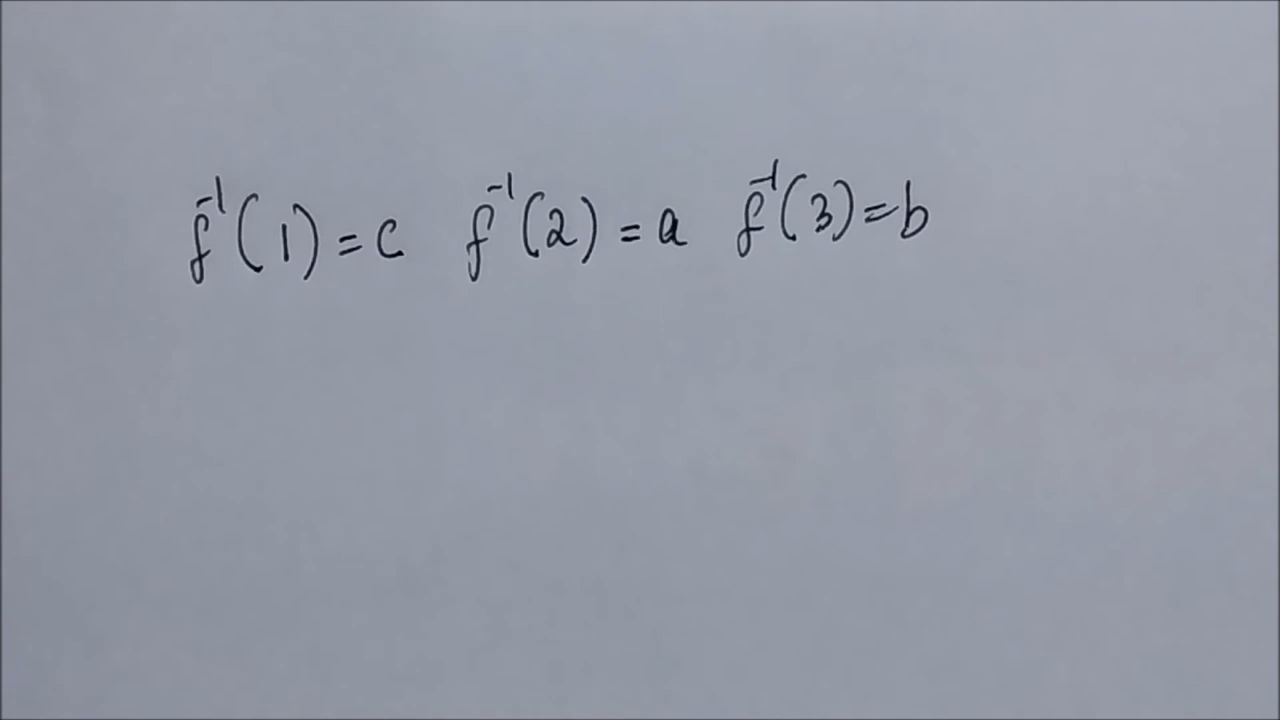 f⁻¹(1) = c f⁻¹(2) = a f⁻¹(3) = b